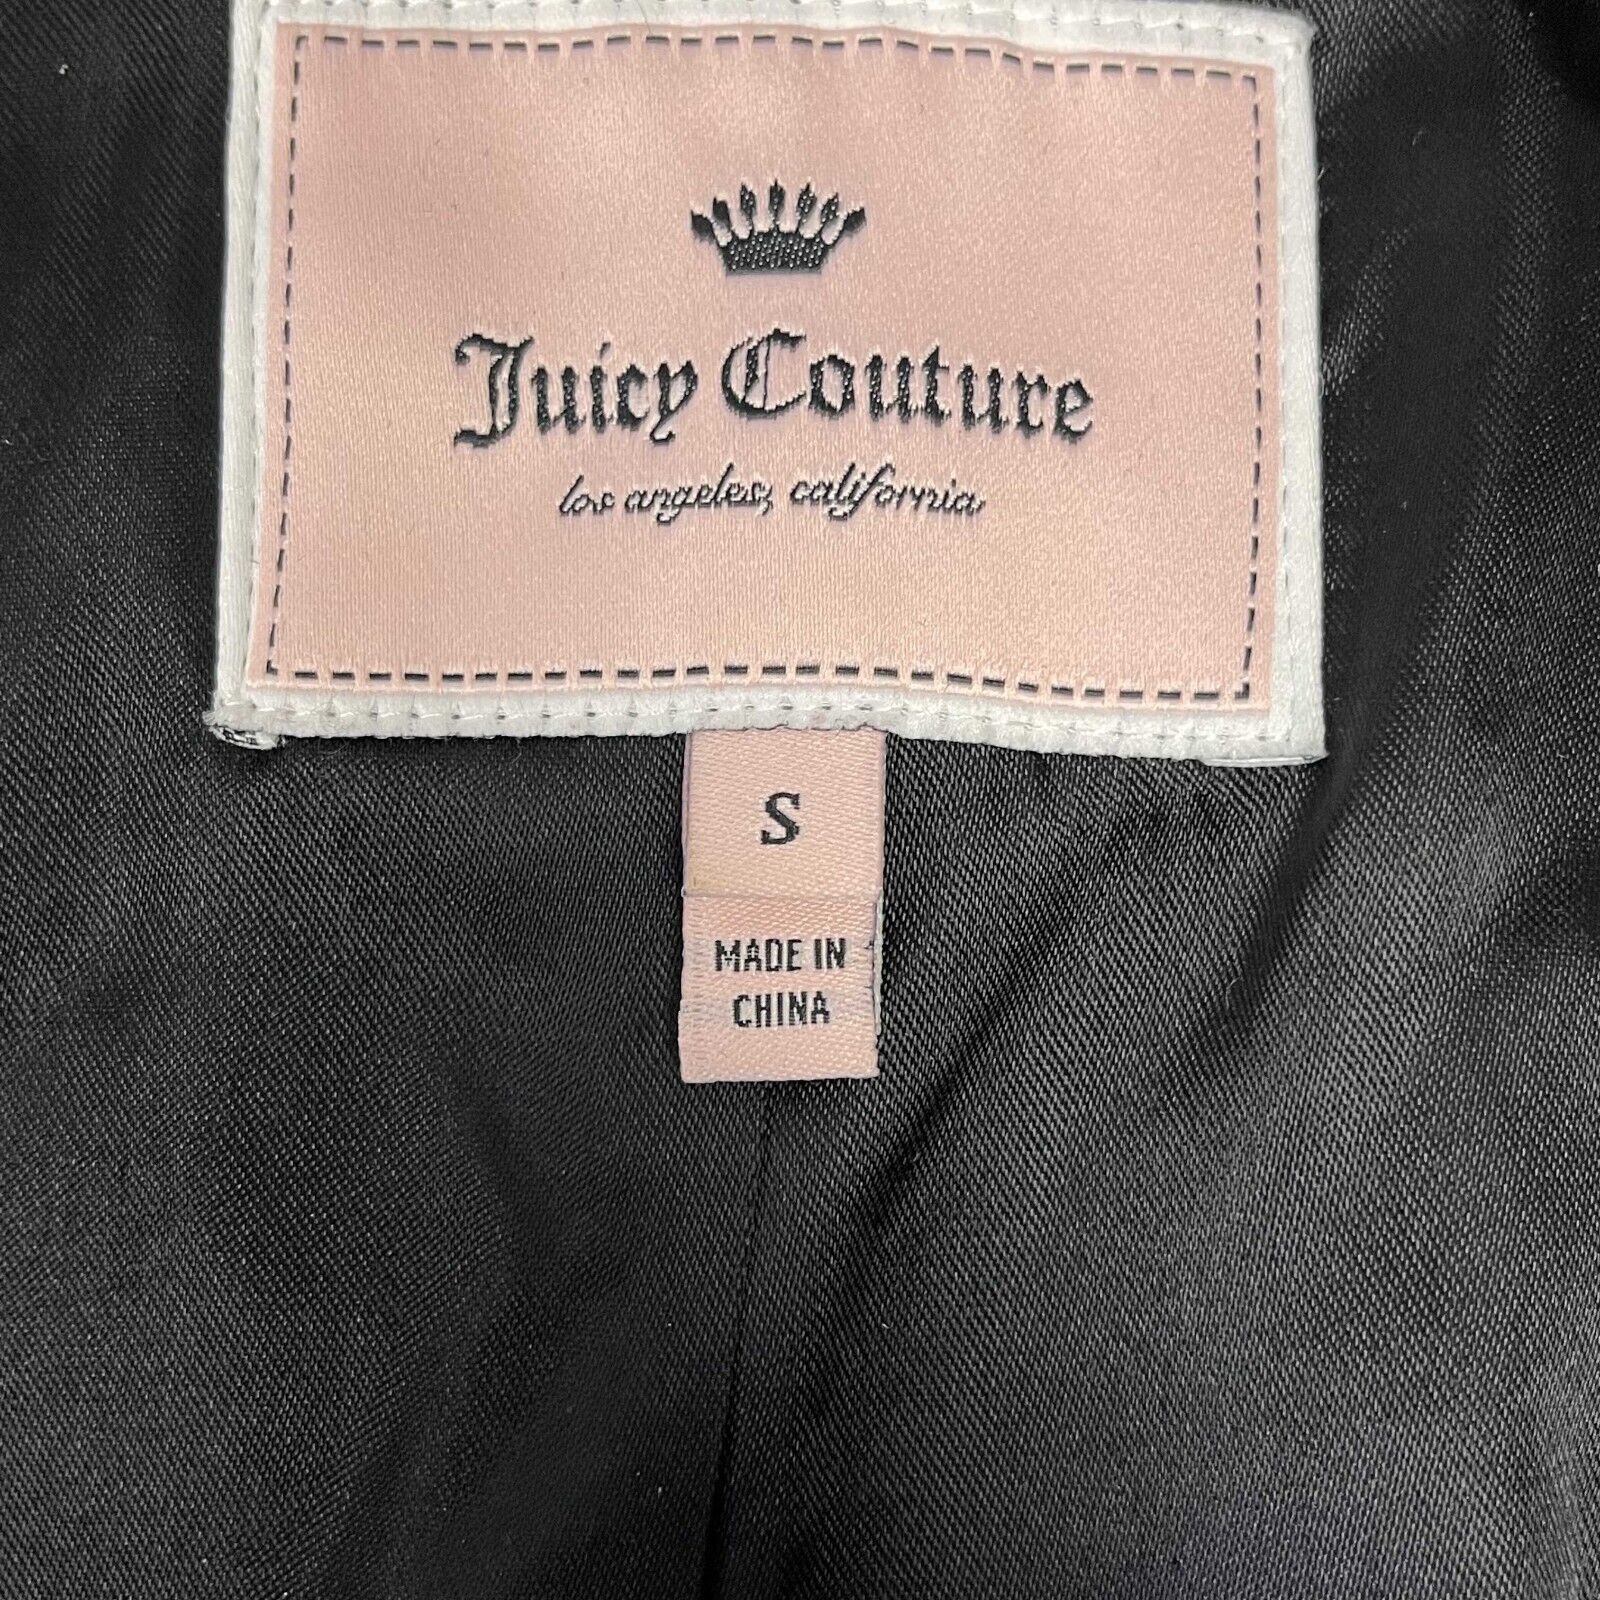 Juicy Couture
los angeles, california
S
MADE IN
CHINA